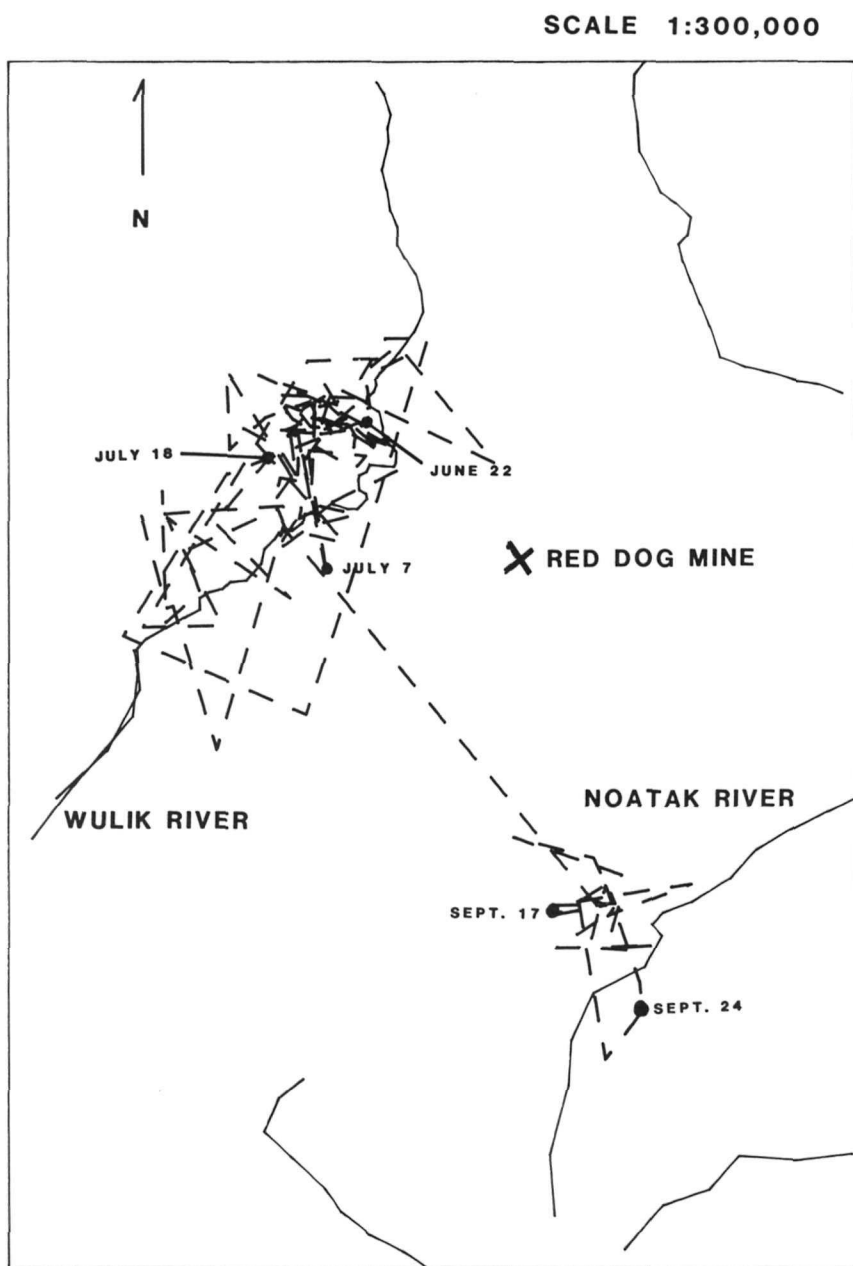 SCALE 1:300,000
N
JULY 18
JUNE 22
JULY 7
RED DOG MINE
WULIK RIVER
NOATAK RIVER
SEPT. 17
SEPT. 24